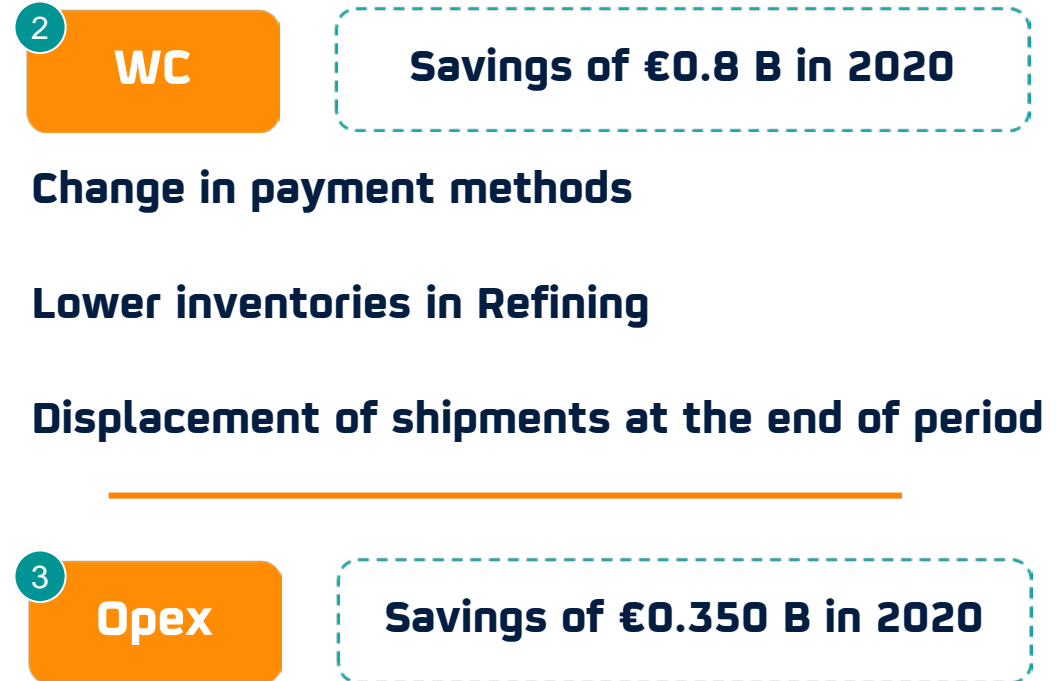 2
WC
Savings of €0.8 B in 2020
Change in payment methods
Lower inventories in Refining
Displacement of shipments at the end of period
3
Opex
Savings of €0.350 B in 2020